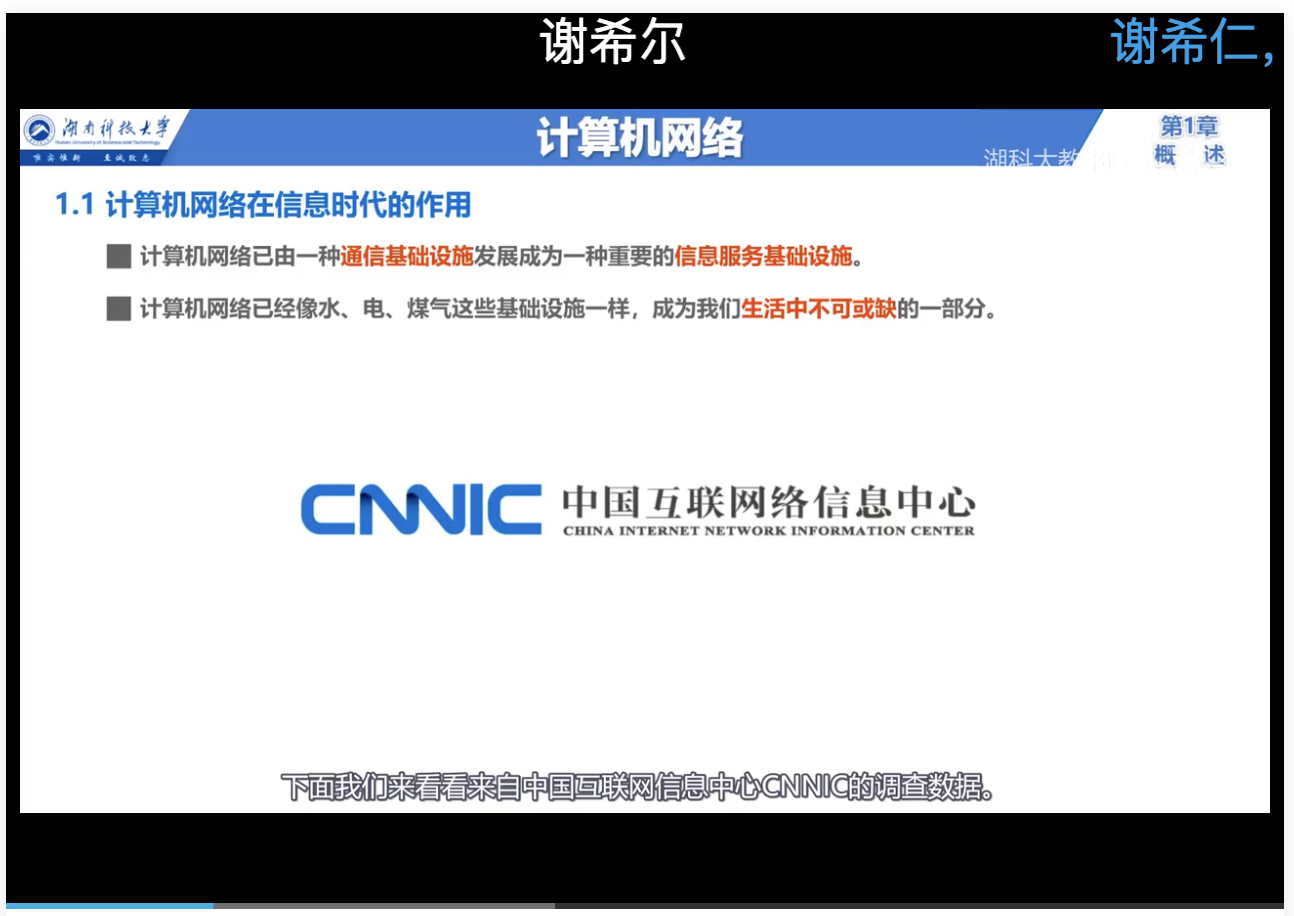 谢希尔
谢希仁，
湖南科技大学
Hunan University of Science and Technology
唯实惟新 至诚致志
计算机网络
第1章
概 述
湖科大教
1.1 计算机网络在信息时代的作用
计算机网络已由一种通信基础设施发展成为一种重要的信息服务基础设施。
计算机网络已经像水、电、煤气这些基础设施一样，成为我们生活中不可或缺的一部分。
CNNIC 中国互联网络信息中心
CHINA INTERNET NETWORK INFORMATION CENTER
下面我们来看看来自中国互联网信息中心CNNIC的调查数据。